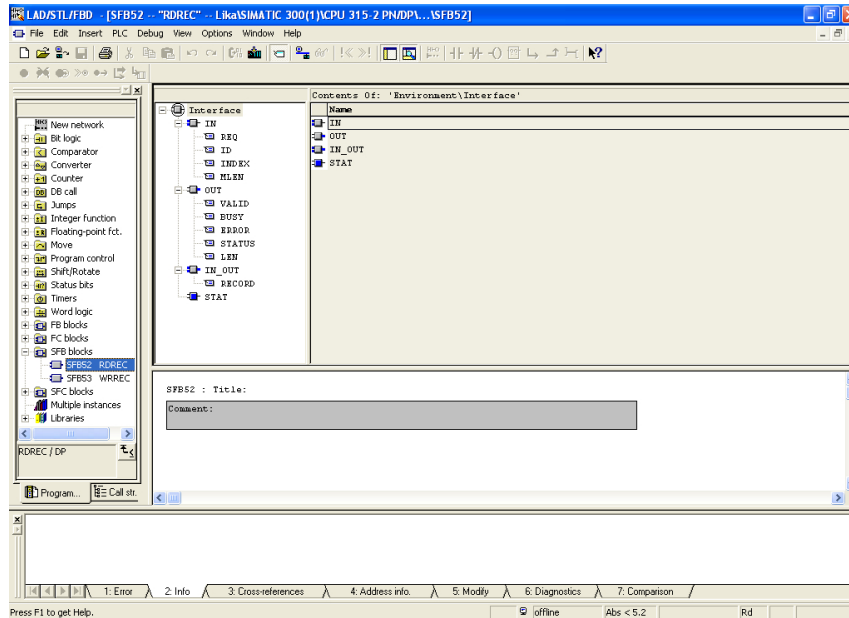 LAD/STL/FBD - [SFB52 -- "RDREC" -- Lika\SIMATIC 300(1)\CPU 315-2 PN/DP\...\SFB52]
File Edit Insert PLC Debug View Options Window Help
Contents Of: 'Environment\Interface'
Name
IN
OUT
IN_OUT
STAT
Interface
IN
REQ
ID
INDEX
MLEN
OUT
VALID
BUSY
ERROR
STATUS
LEN
IN_OUT
RECORD
STAT
New network
Bit logic
Comparator
Converter
Counter
DB call
Jumps
Integer function
Floating-point fct.
Move
Program control
Shift/Rotate
Status bits
Timers
Word logic
FB blocks
FC blocks
SFB blocks
SFB52 RDREC
SFB53 WRREC
SFC blocks
Multiple instances
Libraries
RDREC / DP
Program...
Call str.
SFB52 : Title:
Comment:
1: Error
2: Info
3: Cross-references
4: Address info.
5: Modify
6: Diagnostics
7: Comparison
Press F1 to get Help.
offline
Abs < 5.2
Rd